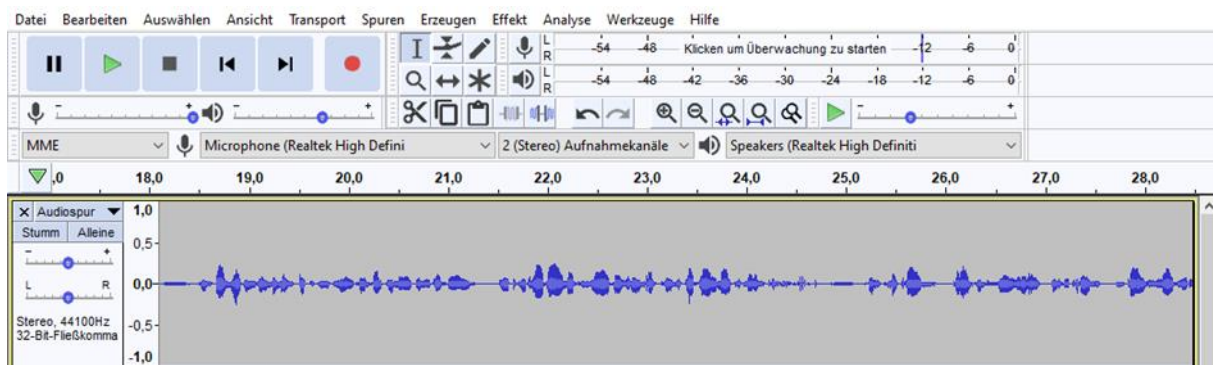 Datei Bearbeiten Auswählen Ansicht Transport Spuren Erzeugen Effekt Analyse Werkzeuge Hilfe
L R -54 -48 Klicken um Überwachung zu starten -12 -6 0
L R -54 -48 -42 -36 -30 -24 -18 -12 -6 0
- + - + - +
MME Microphone (Realtek High Defini 2 (Stereo) Aufnahmekanäle Speakers (Realtek High Definiti
,0 18,0 19,0 20,0 21,0 22,0 23,0 24,0 25,0 26,0 27,0 28,0
x Audiospur 1,0
Stumm Alleine
0,5
- +
L R 0,0
Stereo, 44100Hz
-0,5
32-Bit-Fließkomma
-1,0